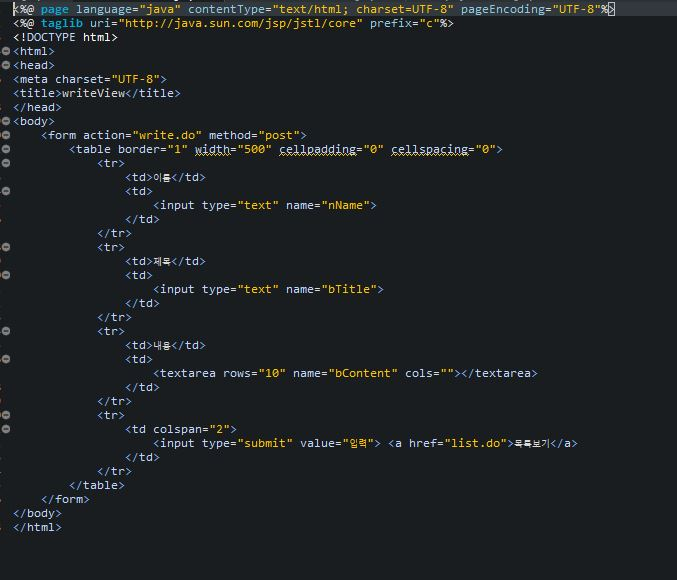 <%@ page language="java" contentType="text/html; charset=UTF-8" pageEncoding="UTF-8"%>
<%@ taglib uri="http://java.sun.com/jsp/jstl/core" prefix="c"%>
<!DOCTYPE html>
<html>
<head>
<meta charset="UTF-8">
<title>writeView</title>
</head>
<body>
<form action="write.do" method="post">
<table border="1" width="500" cellpadding="0" cellspacing="0">
<tr>
<td>이름</td>
<td>
<input type="text" name="nName">
</td>
</tr>
<tr>
<td>제목</td>
<td>
<input type="text" name="bTitle">
</td>
</tr>
<tr>
<td>내용</td>
<td>
<textarea rows="10" name="bContent" cols=""></textarea>
</td>
</tr>
<tr>
<td colspan="2">
<input type="submit" value="입력"> <a href="list.do">목록보기</a>
</td>
</tr>
</table>
</form>
</body>
</html>